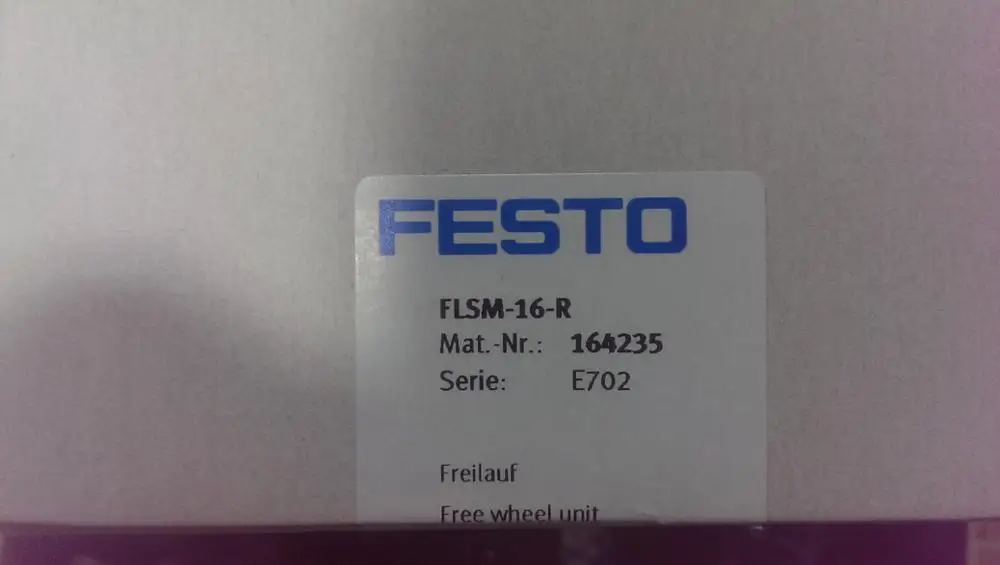 FESTO
FLSM-16-R
Mat.-Nr.: 164235
Serie: E702
Freilauf
Free wheel unit